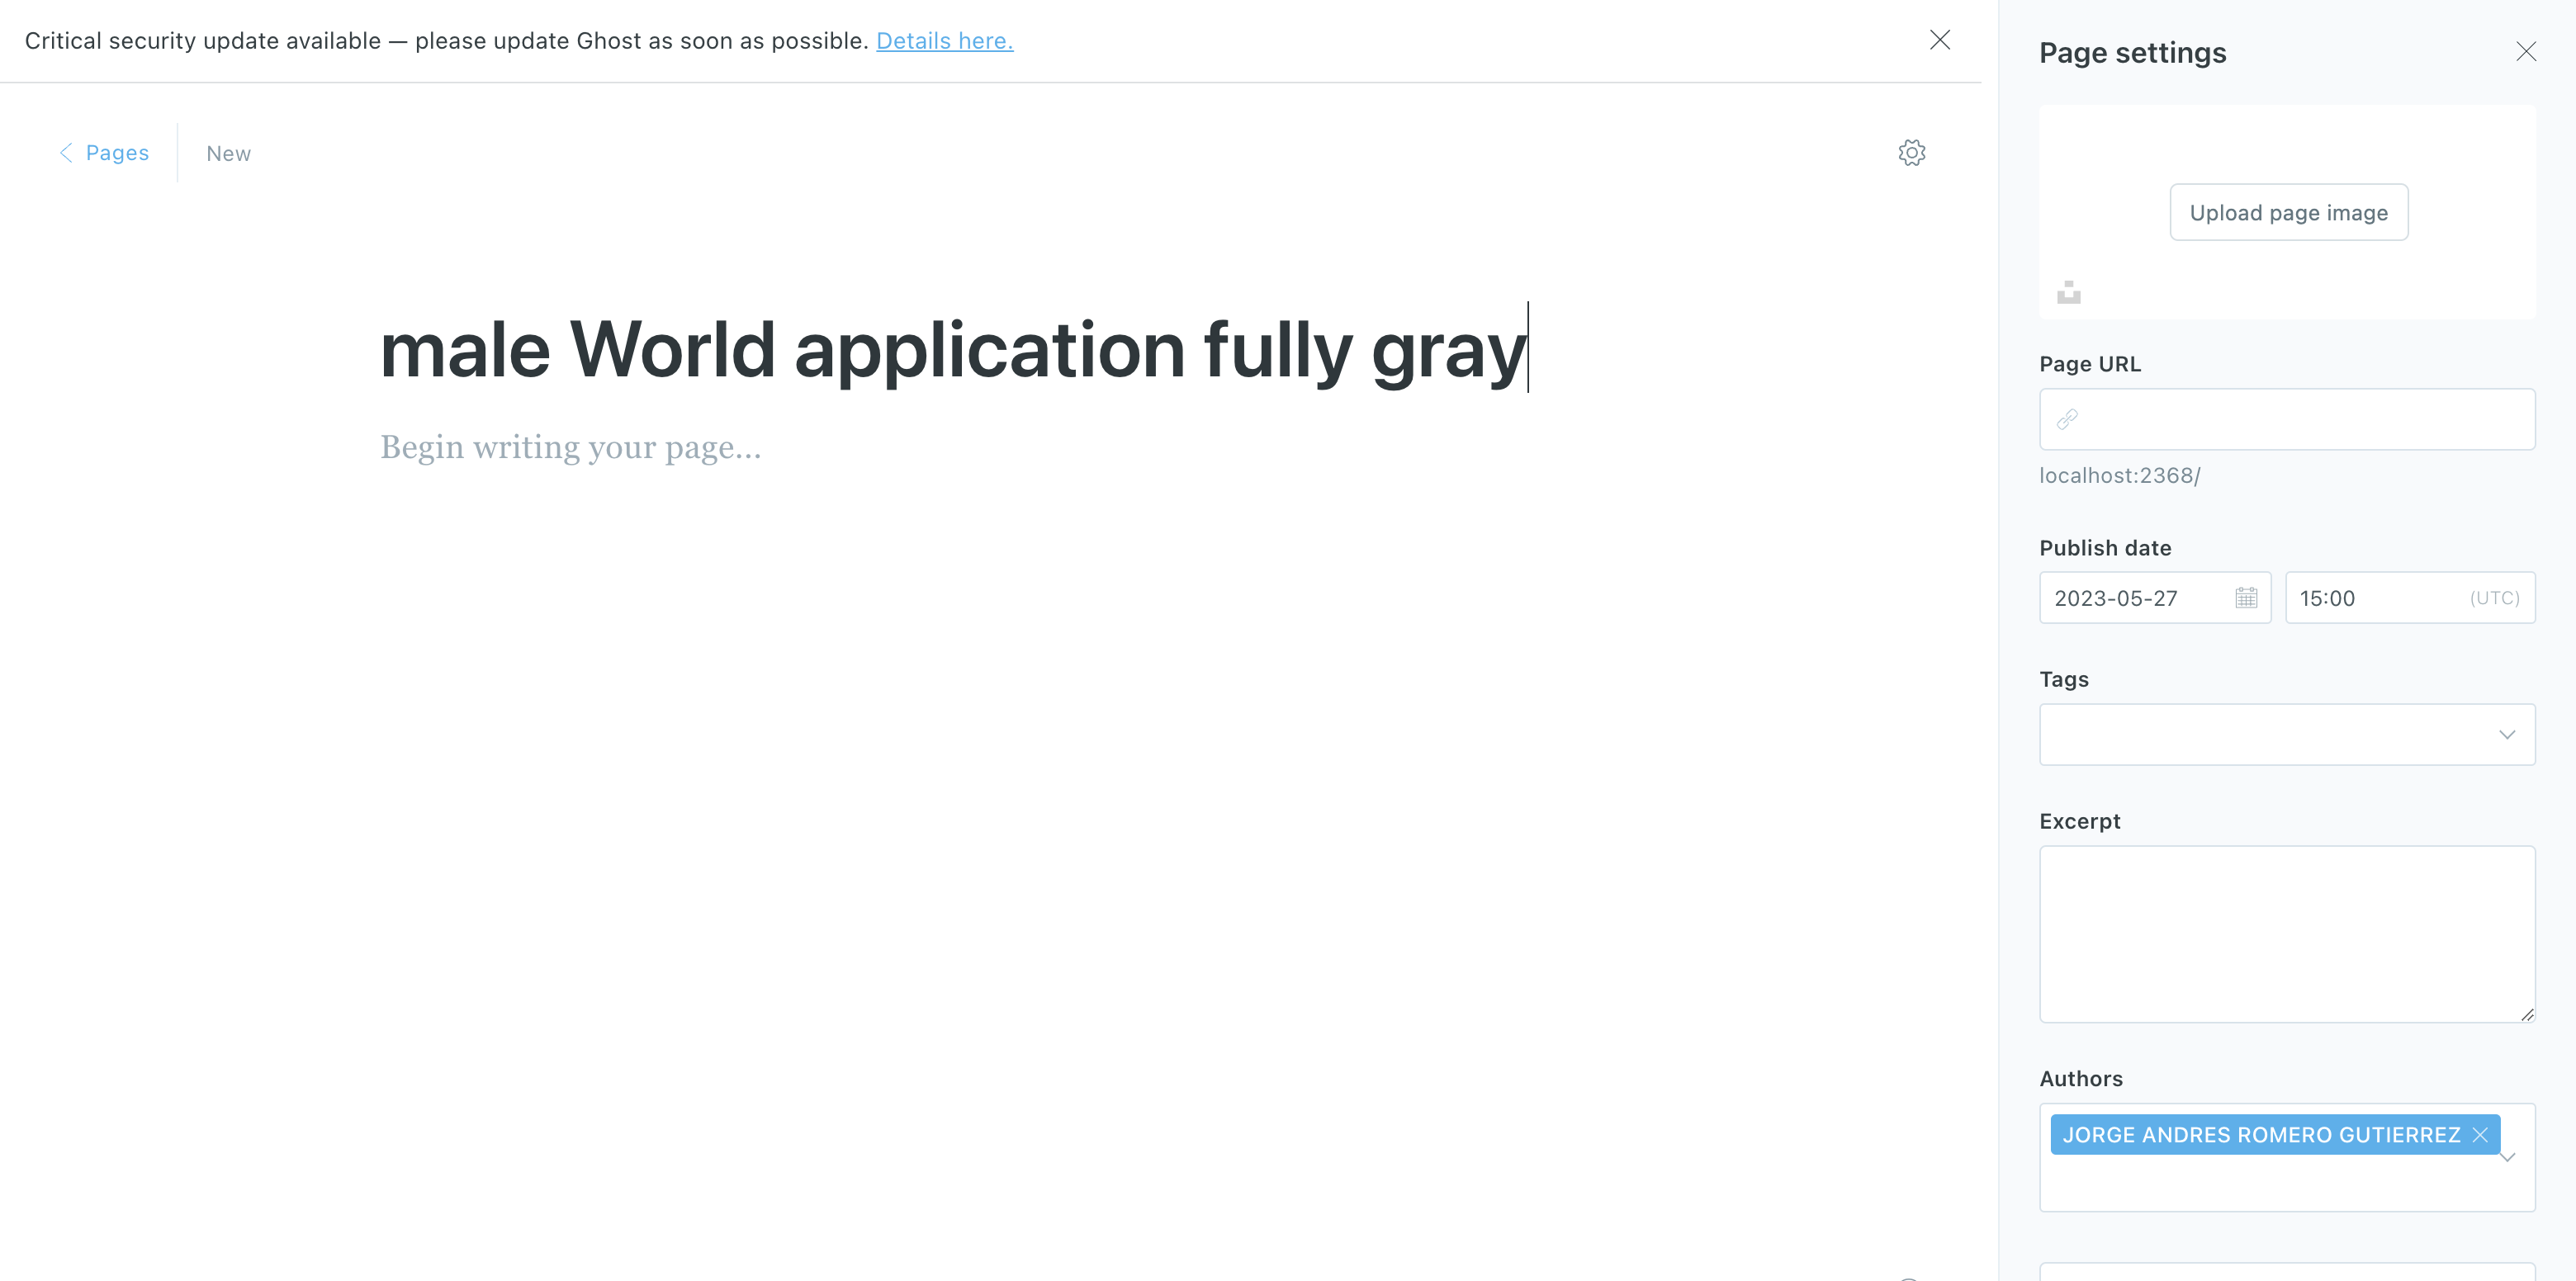 Critical security update available — please update Ghost as soon as possible. Details here.
Pages
New
male World application fully gray
Begin writing your page...
Page settings
Upload page image
Page URL
localhost:2368/
Publish date
2023-05-27
15:00 (UTC)
Tags
Excerpt
Authors
JORGE ANDRES ROMERO GUTIERREZ